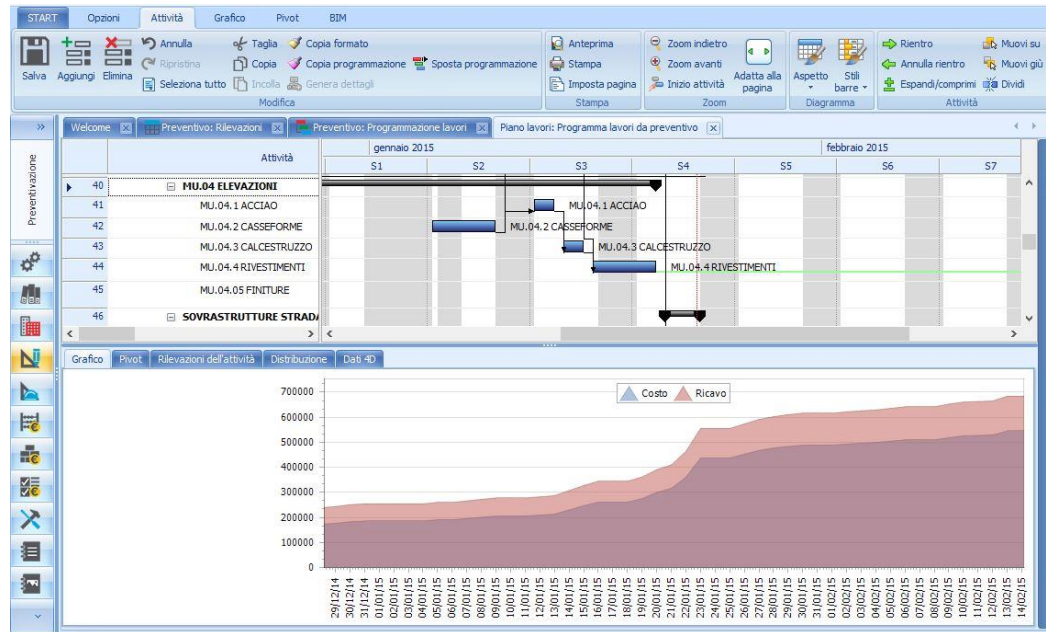 START Opzioni Attività Grafico Pivot BIM
Salva Aggiungi Elimina
Annulla Taglia Copia formato
Ripristina Copia Copia programmazione Sposta programmazione
Seleziona tutto Incolla Genera dettagli
Modifica
Anteprima
Stampa
Imposta pagina
Stampa
Zoom indietro
Zoom avanti
Inizio attività
Adatta alla pagina
Zoom
Aspetto Stili barre
Diagramma
Rientro Muovi su
Annulla rientro Muovi giù
Espandi/comprimi Dividi
Attività
»
Preventivazione
Welcome Preventivo: Rilevazioni Preventivo: Programmazione lavori Piano lavori: Programma lavori da preventivo
Attività
gennaio 2015 febbraio 2015
S1 S2 S3 S4 S5 S6 S7
40 MU.04 ELEVAZIONI
41 MU.04.1 ACCIAO MU.04.1 ACCIAO
42 MU.04.2 CASSEFORME MU.04.2 CASSEFORME
43 MU.04.3 CALCESTRUZZO MU.04.3 CALCESTRUZZO
44 MU.04.4 RIVESTIMENTI MU.04.4 RIVESTIMENTI
45 MU.04.05 FINITURE
46 SOVRASTRUTTURE STRADA
Grafico Pivot Rilevazioni dell'attività Distribuzione Dati 4D
Costo Ricavo
700000
600000
500000
400000
300000
200000
100000
0
29/12/14
30/12/14
31/12/14
01/01/15
02/01/15
03/01/15
04/01/15
05/01/15
06/01/15
07/01/15
08/01/15
09/01/15
10/01/15
11/01/15
12/01/15
13/01/15
14/01/15
15/01/15
16/01/15
17/01/15
18/01/15
19/01/15
20/01/15
21/01/15
22/01/15
23/01/15
24/01/15
25/01/15
26/01/15
27/01/15
28/01/15
29/01/15
30/01/15
31/01/15
01/02/15
02/02/15
03/02/15
04/02/15
05/02/15
06/02/15
07/02/15
08/02/15
09/02/15
10/02/15
11/02/15
12/02/15
13/02/15
14/02/15